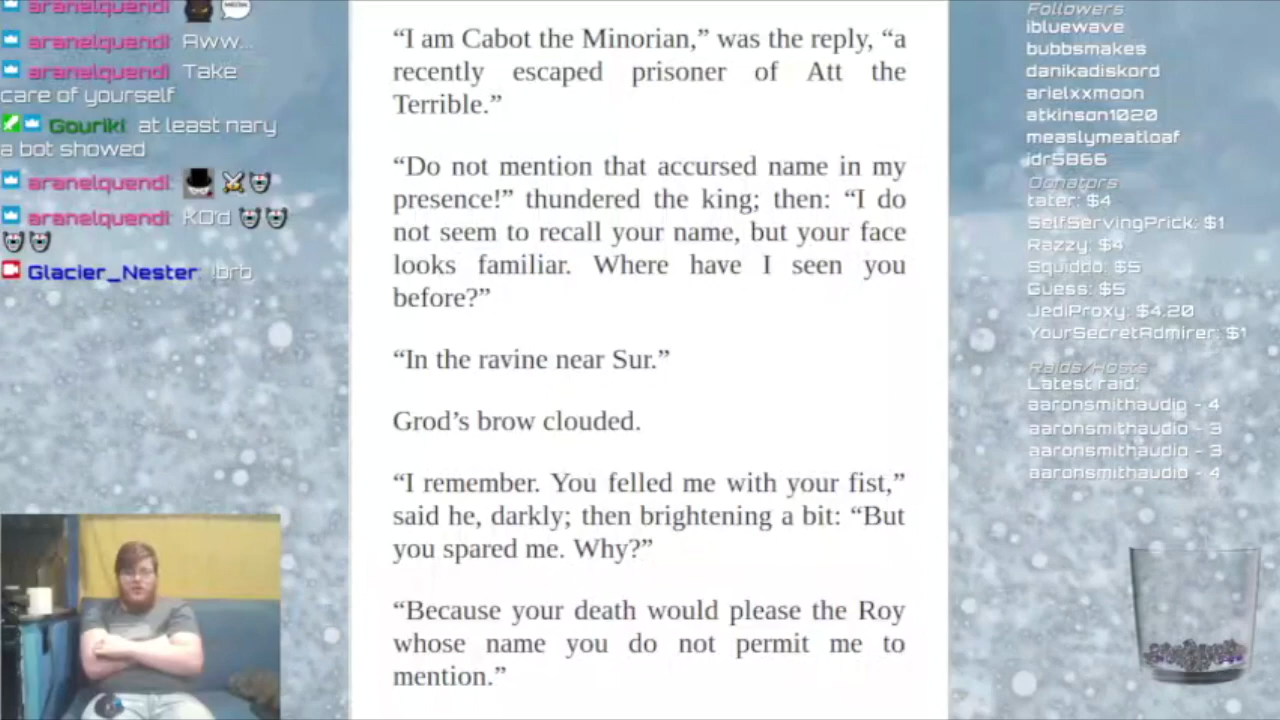 aranelquendi
aranelquendi: Aww...
aranelquendi: Take
care of yourself
Gouriki: at least nary
a bot showed
aranelquendi:
aranelquendi: KO'd
Glacier_Nester: !brb
“I am Cabot the Minorian,” was the reply, “a
recently escaped prisoner of Att the
Terrible.”
“Do not mention that accursed name in my
presence!” thundered the king; then: “I do
not seem to recall your name, but your face
looks familiar. Where have I seen you
before?”
“In the ravine near Sur.”
Grod’s brow clouded.
“I remember. You felled me with your fist,”
said he, darkly; then brightening a bit: “But
you spared me. Why?”
“Because your death would please the Roy
whose name you do not permit me to
mention.”
Followers
ibluewave
bubbsmakes
danikadiskord
arielxxmoon
atkinson1020
measlymeatloaf
Donators
tater: $4
SelfServingPrick: $1
Razzy: $4
Squiddo: $5
Guess: $5
JediProxy: $4.20
YourSecretAdmirer: $1
Raids/Hosts
Latest raid:
aaronsmithaudio - 4
aaronsmithaudio - 3
aaronsmithaudio - 3
aaronsmithaudio - 4